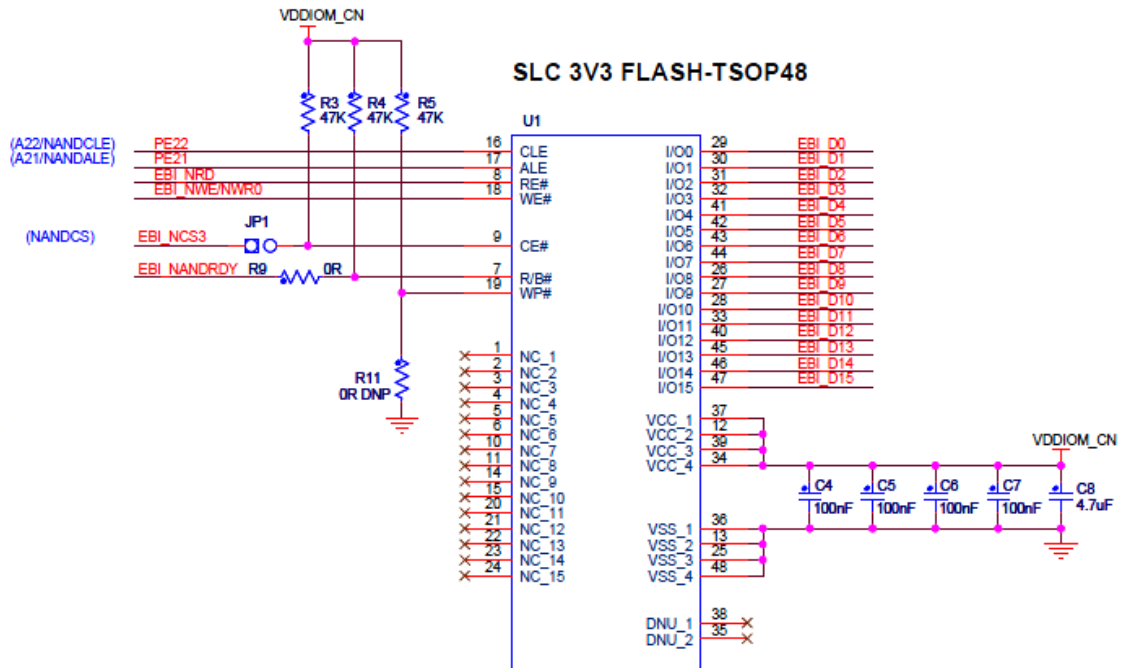 VDDIOM_CN
SLC 3V3 FLASH-TSOP48
R3 47K
R4 47K
R5 47K
U1
(A22/NANDCLE) PE22 16 CLE
(A21/NANDALE) PE21 17 ALE
EBI_NRD 8 RE#
EBI_NWE/NWR0 18 WE#
JP1
(NANDCS) EBI_NCS3 9 CE#
EBI_NANDRDY R9 0R 7 R/B#
19 WP#
R11
0R DNP
1 NC_1
2 NC_2
3 NC_3
4 NC_4
5 NC_5
6 NC_6
10 NC_7
11 NC_8
14 NC_9
15 NC_10
20 NC_11
21 NC_12
22 NC_13
23 NC_14
24 NC_15
I/O0 29 EBI_D0
I/O1 30 EBI_D1
I/O2 31 EBI_D2
I/O3 32 EBI_D3
I/O4 41 EBI_D4
I/O5 42 EBI_D5
I/O6 43 EBI_D6
I/O7 44 EBI_D7
I/O8 26 EBI_D8
I/O9 27 EBI_D9
I/O10 28 EBI_D10
I/O11 33 EBI_D11
I/O12 40 EBI_D12
I/O13 45 EBI_D13
I/O14 46 EBI_D14
I/O15 47 EBI_D15
VCC_1 37
VCC_2 12
VCC_3 39
VCC_4 34
VDDIOM_CN
C4 100nF
C5 100nF
C6 100nF
C7 100nF
C8 4.7uF
VSS_1 36
VSS_2 13
VSS_3 25
VSS_4 48
DNU_1 38
DNU_2 35